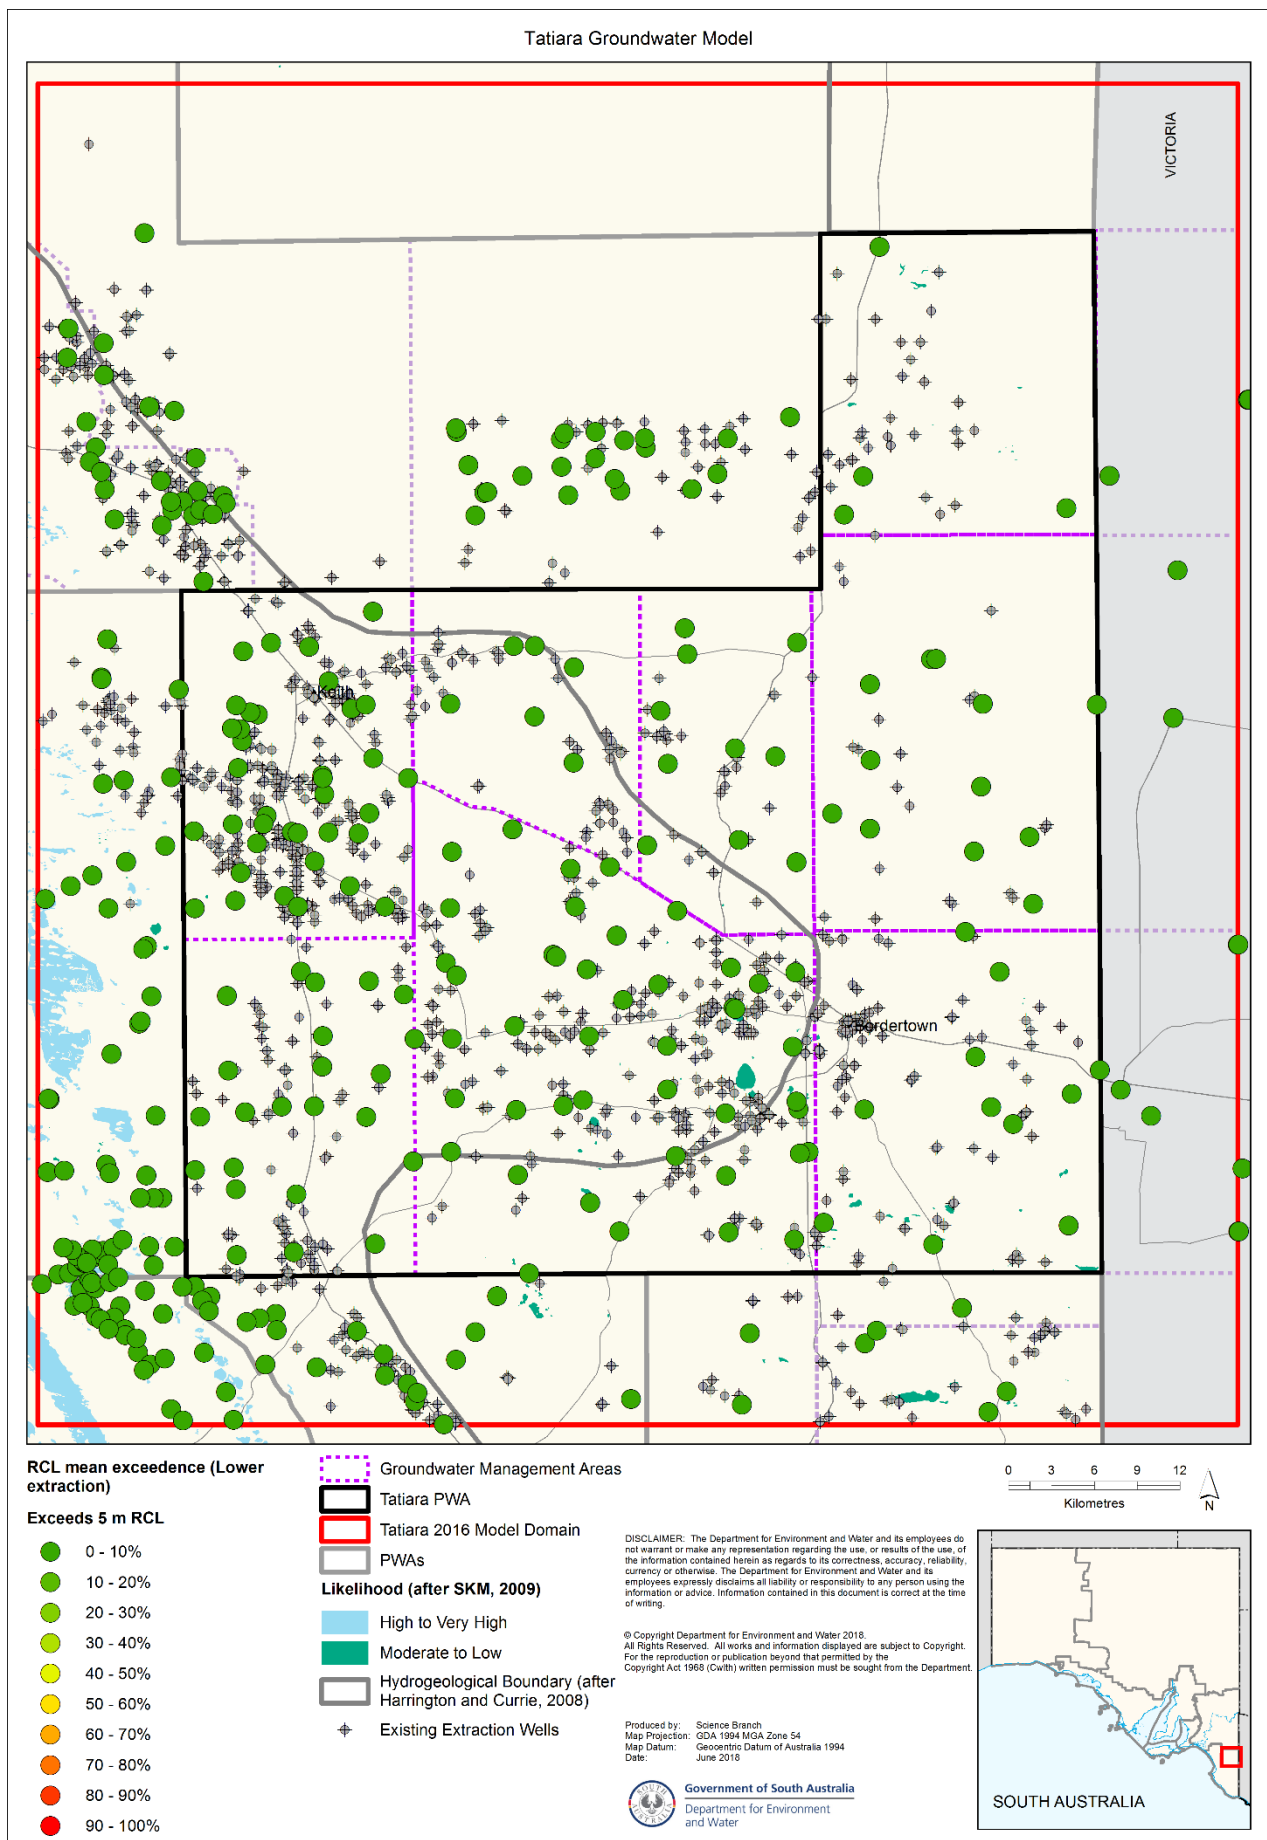 Tatiara Groundwater Model
VICTORIA
Keith
Bordertown
RCL mean exceedence (Lower
extraction)
Exceeds 5 m RCL
0 - 10%
10 - 20%
20 - 30%
30 - 40%
40 - 50%
50 - 60%
60 - 70%
70 - 80%
80 - 90%
90 - 100%
Groundwater Management Areas
Tatiara PWA
Tatiara 2016 Model Domain
PWAs
Likelihood (after SKM, 2009)
High to Very High
Moderate to Low
Hydrogeological Boundary (after
Harrington and Currie, 2008)
Existing Extraction Wells
0 3 6 9 12
Kilometres
N
DISCLAIMER: The Department for Environment and Water and its employees do
not warrant or make any representation regarding the use, or results of the use, of
the information contained herein as regards to its correctness, accuracy, reliability,
currency or otherwise. The Department for Environment and Water and its
employees expressly disclaims all liability or responsibility to any person using the
information or advice. Information contained in this document is correct at the time
of writing.
© Copyright Department for Environment and Water 2018.
All Rights Reserved. All works and information displayed are subject to Copyright.
For the reproduction or publication beyond that permitted by the
Copyright Act 1968 (Cwlth) written permission must be sought from the Department.
Produced by: Science Branch
Map Projection: GDA 1994 MGA Zone 54
Map Datum: Geocentric Datum of Australia 1994
Date: June 2018
Government of South Australia
Department for Environment
and Water
SOUTH AUSTRALIA